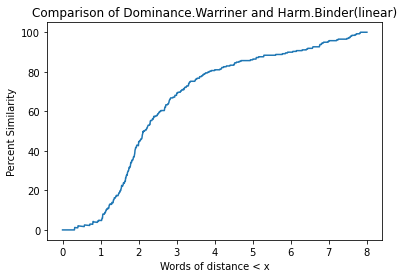 Comparison of Dominance.Warriner and Harm.Binder(linear)
100
80
60
40
20
0
Percent Similarity
0 1 2 3 4 5 6 7 8
Words of distance < x